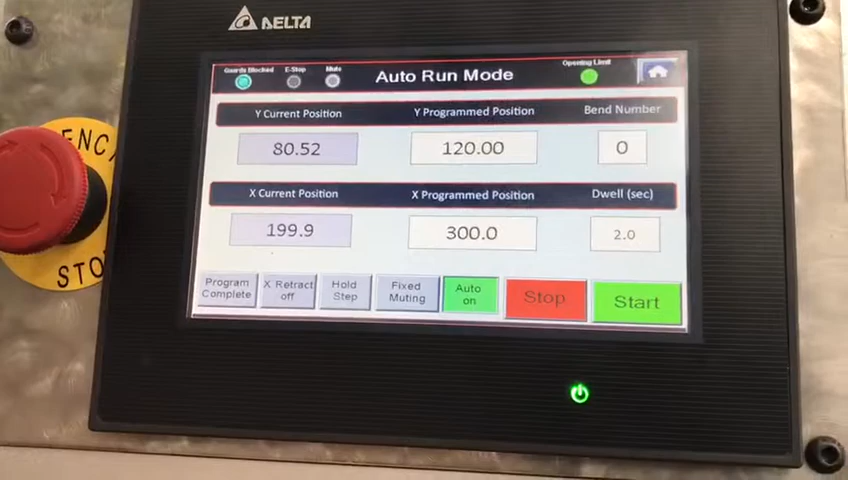 DELTA
Guards Blocked E-Stop Mute
Auto Run Mode
Opening Limit
Y Current Position Y Programmed Position Bend Number
80.52 120.00 0
X Current Position X Programmed Position Dwell (sec)
199.9 300.0 2.0
Program
Complete
X Retract
off
Hold
Step
Fixed
Muting
Auto
on
Stop
Start
STO